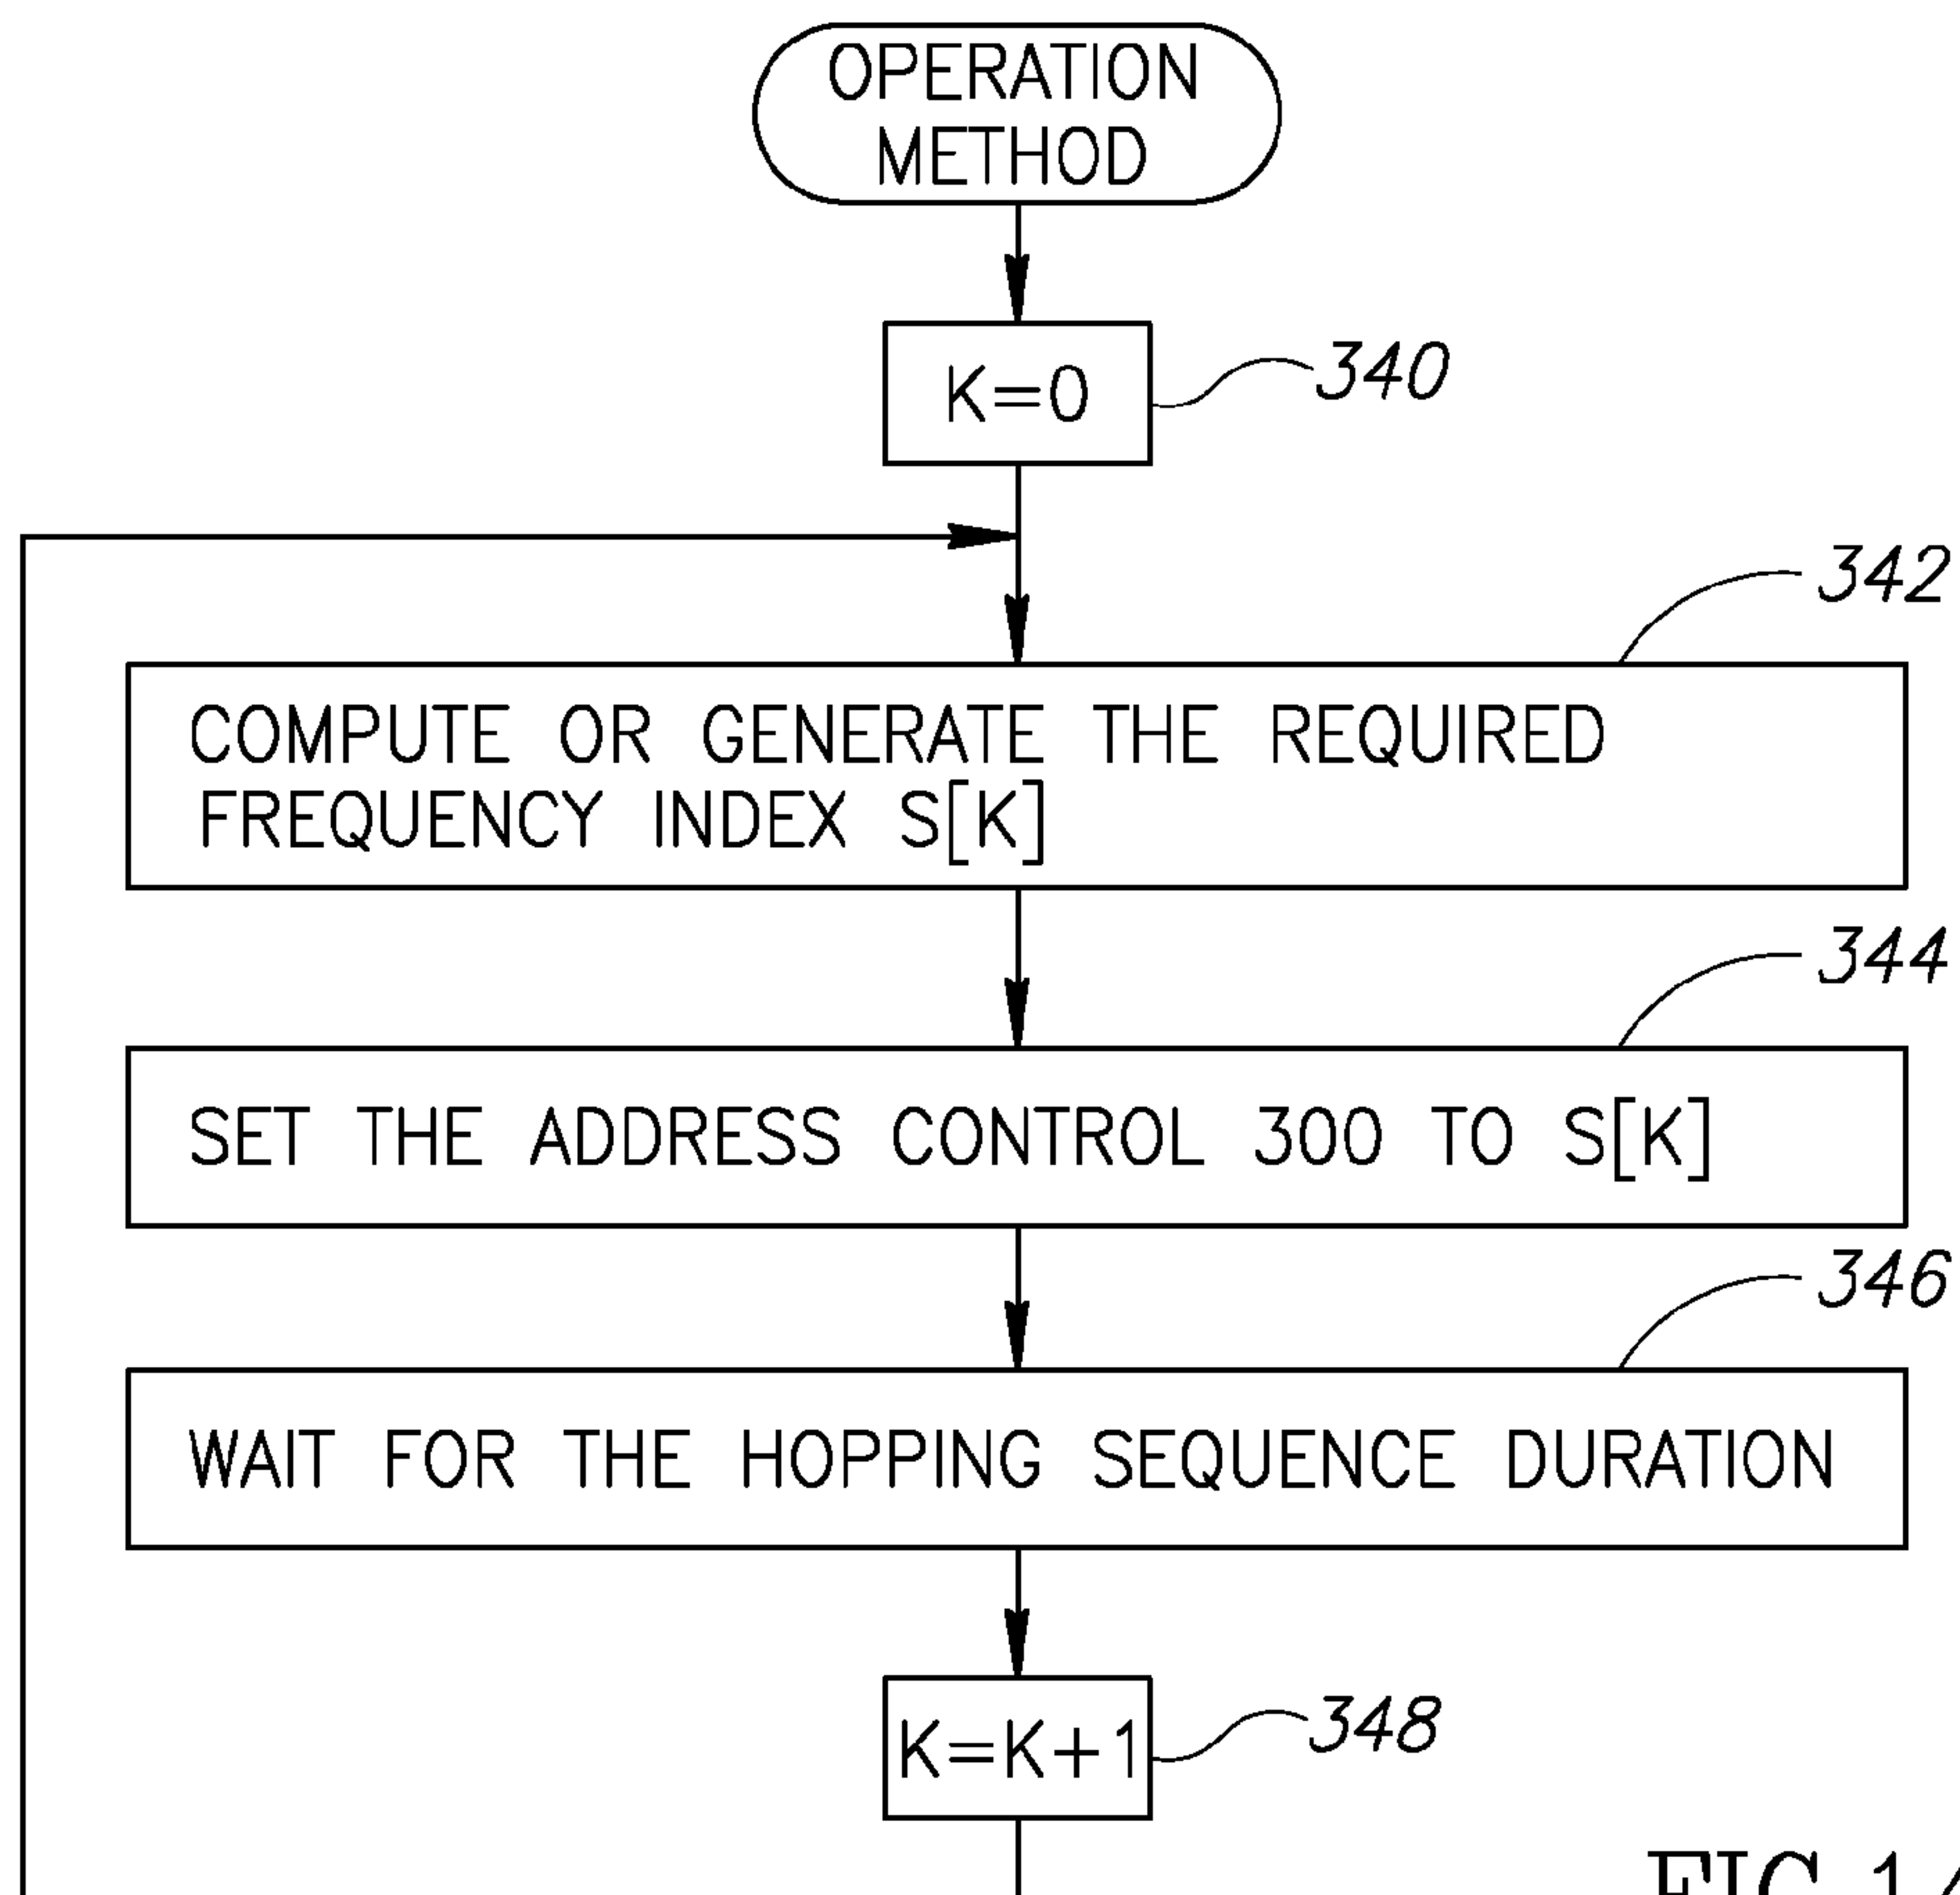 OPERATION
METHOD
K=0
340
342
COMPUTE OR GENERATE THE REQUIRED
FREQUENCY INDEX S[K]
344
SET THE ADDRESS CONTROL 300 TO S[K]
346
WAIT FOR THE HOPPING SEQUENCE DURATION
348
K=K+1